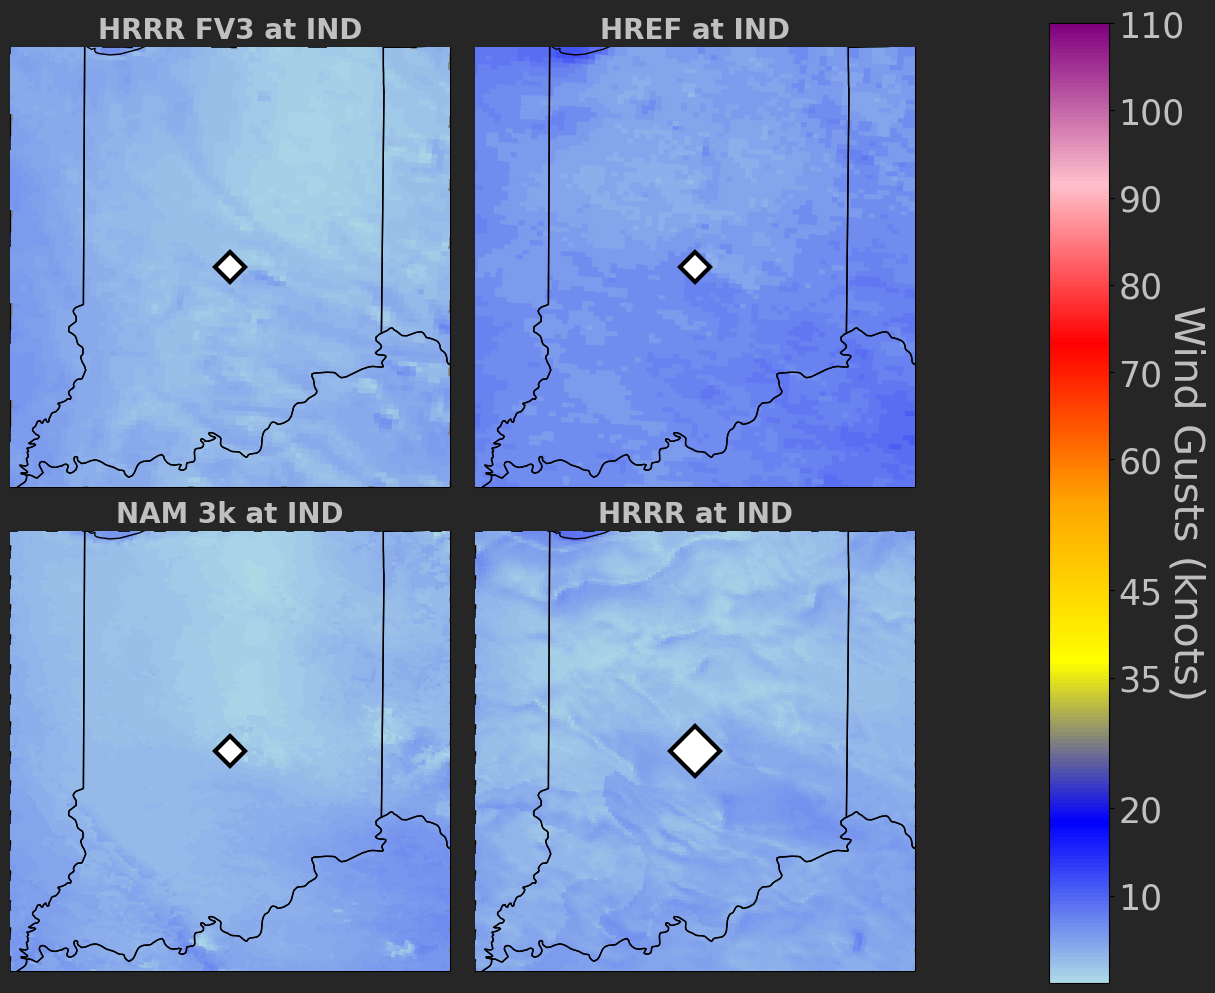 HRRR FV3 at IND
HREF at IND
NAM 3k at IND
HRRR at IND
110
100
90
80
70
60
45
35
20
10
Wind Gusts (knots)